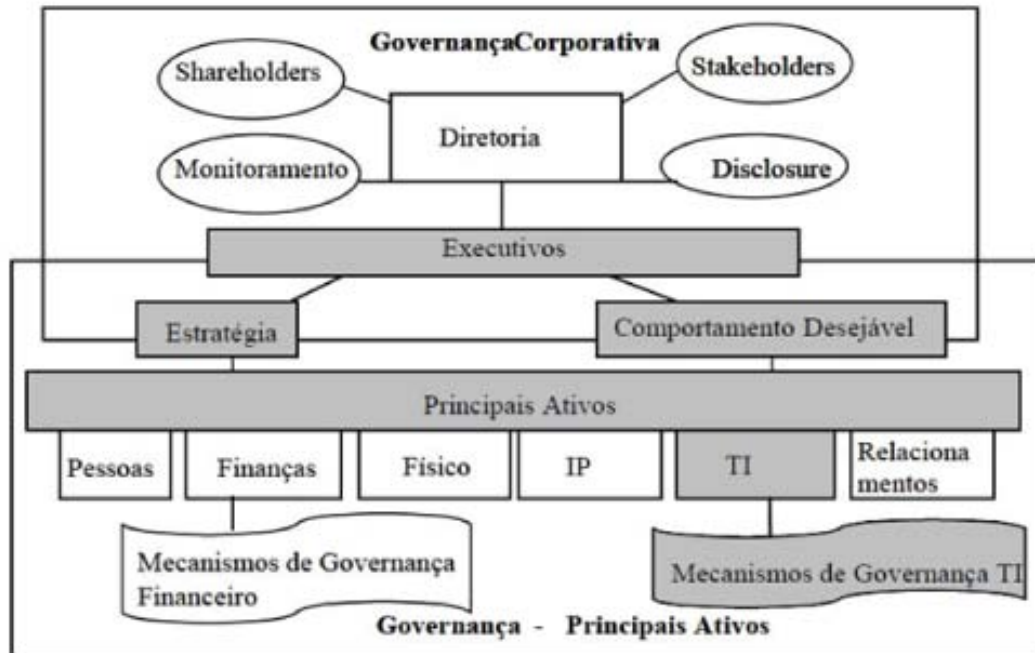 GovernançaCorporativa
Shareholders
Stakeholders
Diretoria
Monitoramento
Disclosure
Executivos
Estratégia
Comportamento Desejável
Principais Ativos
Pessoas
Finanças
Físico
IP
TI
Relaciona
mentos
Mecanismos de Governança
Financeiro
Mecanismos de Governança TI
Governança - Principais Ativos